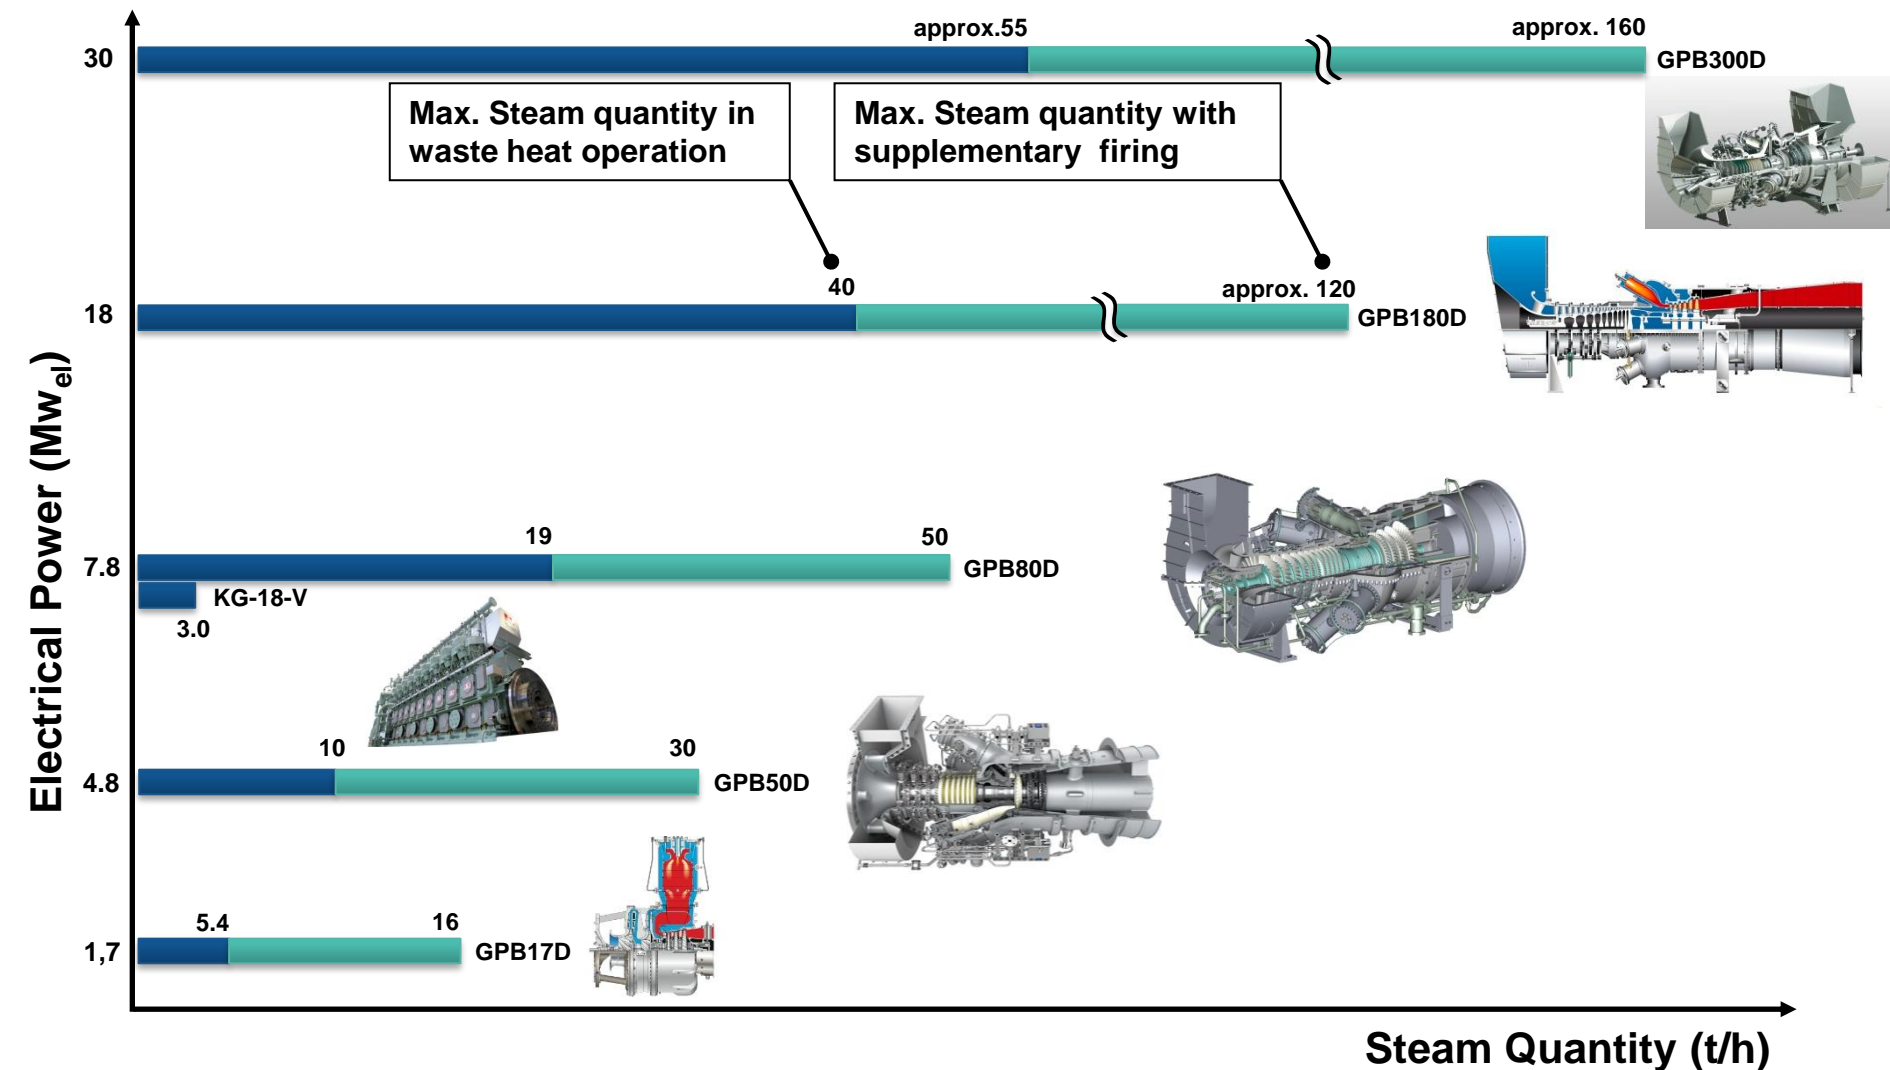 approx.55
approx. 160
30
GPB300D
Max. Steam quantity in
waste heat operation
Max. Steam quantity with
supplementary firing
40
approx. 120
18
GPB180D
Electrical Power (Mwel)
19
50
7.8
GPB80D
KG-18-V
3.0
10
30
4.8
GPB50D
5.4
16
1,7
GPB17D
Steam Quantity (t/h)